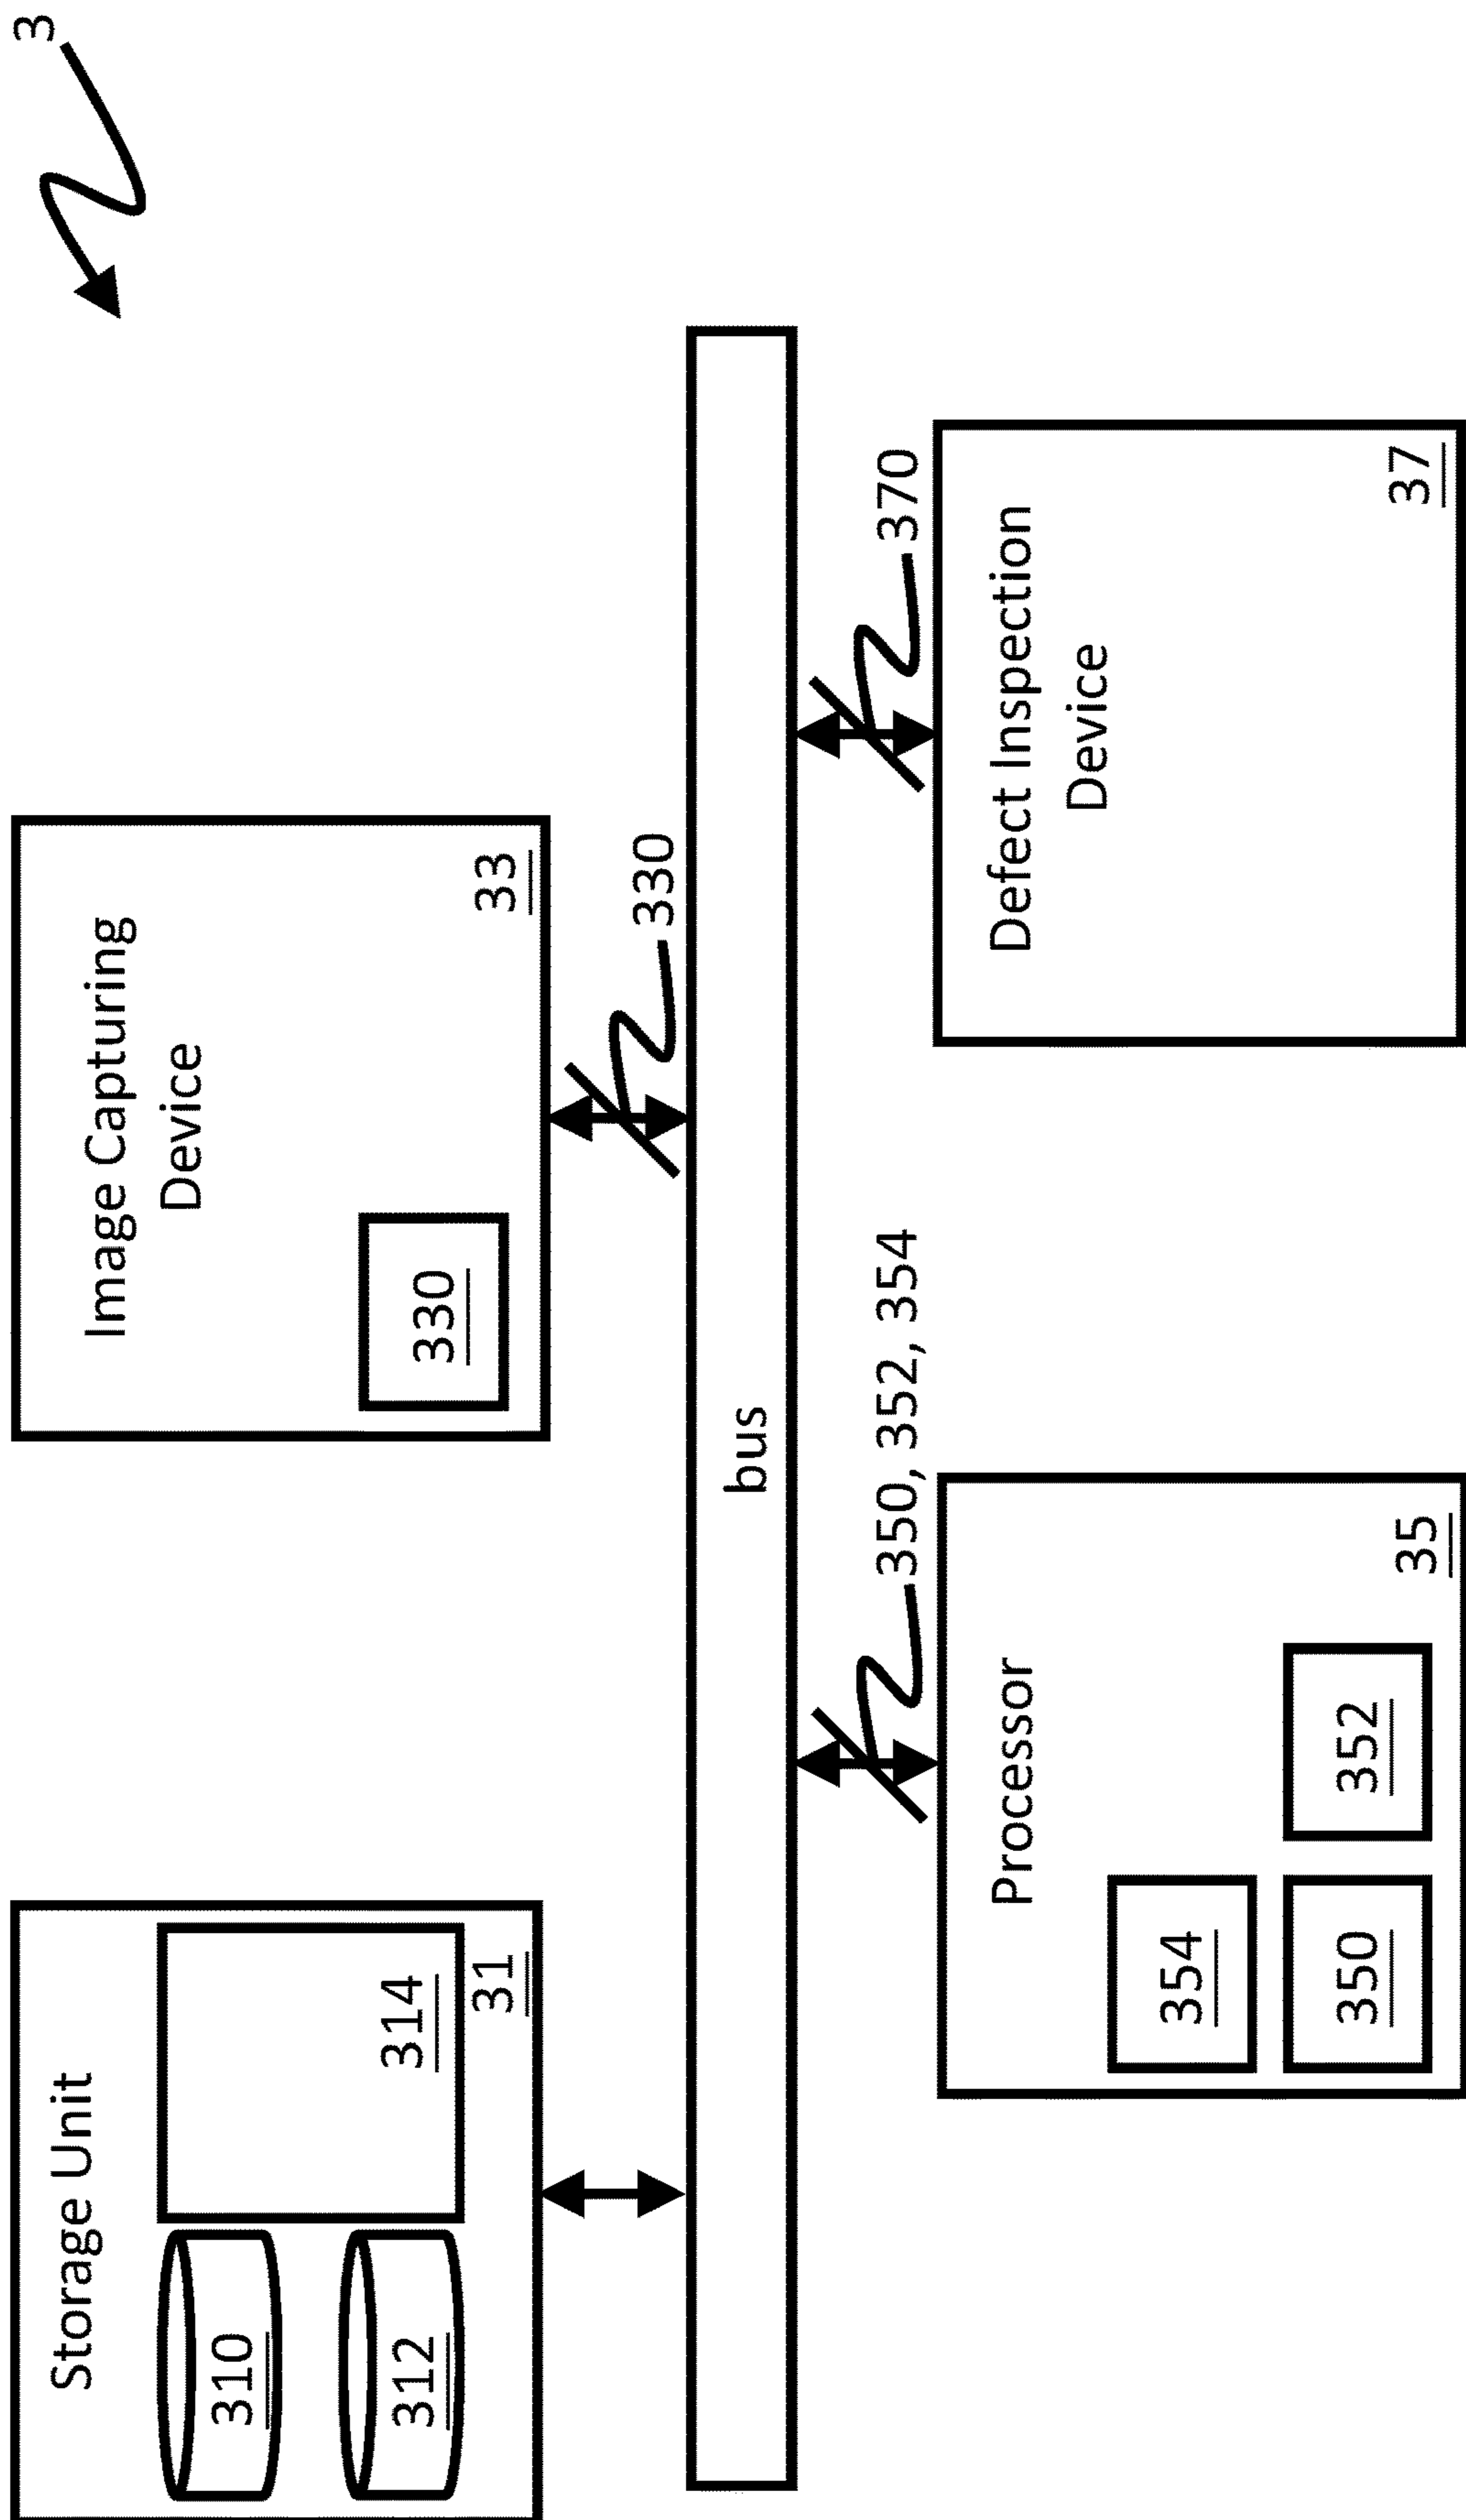 3
Storage Unit
310
312
314
31
Image Capturing
Device
330
33
330
bus
350, 352, 354
370
Processor
354
350
352
35
Defect Inspection
Device
37